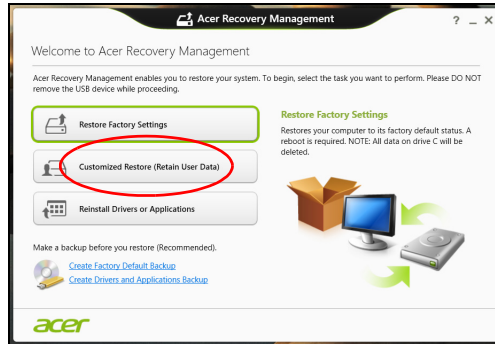 Acer Recovery Management
Welcome to Acer Recovery Management
Acer Recovery Management enables you to restore your system. To begin, select the task you want to perform. Please DO NOT
remove the USB device while proceeding.
Restore Factory Settings
Customized Restore (Retain User Data)
Reinstall Drivers or Applications
Restore Factory Settings
Restores your computer to its factory default status. A
reboot is required. NOTE: All data on drive C will be
deleted.
Make a backup before you restore (Recommended).
Create Factory Default Backup
Create Drivers and Applications Backup
acer